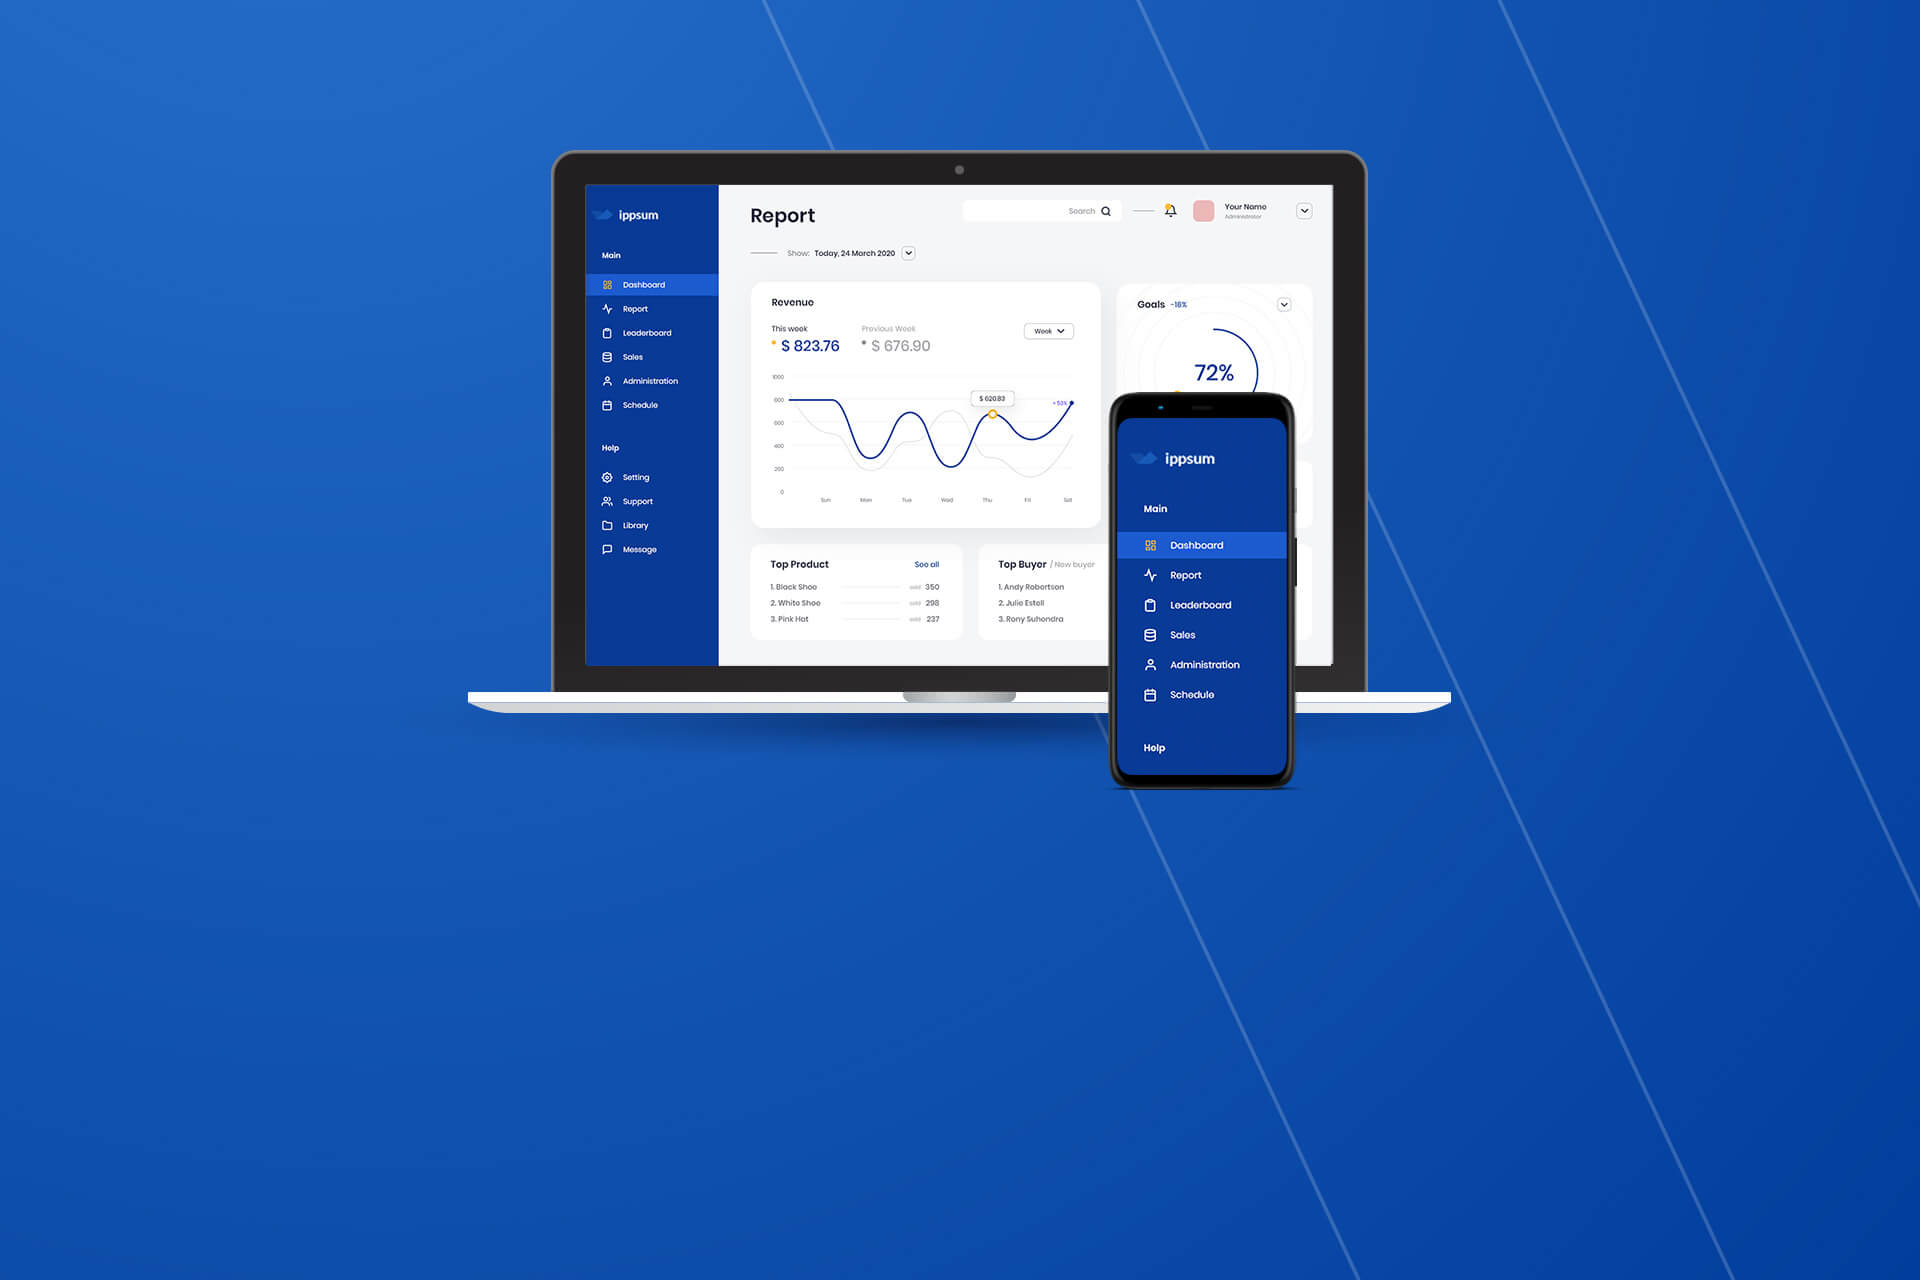 ippsum
Main
Dashboard
Report
Leaderboard
Sales
Administration
Schedule
Help
Setting
Support
Library
Message
Report
Search
Your Name
Administrator
Show: Today, 24 March 2020
Revenue
This week
$ 823.76
Previous Week
$ 676.90
Week
1000
800
600
400
200
0
$ 620.83
+ 53%
Sun Mon Tue Wed Thu Fri Sat
Goals -16%
72%
Top Product See all
1. Black Shoe sold 350
2. White Shoe sold 298
3. Pink Hat sold 237
Top Buyer / New buyer
1. Andy Robertson
2. Julie Estell
3. Rony Suhendra
ippsum
Main
Dashboard
Report
Leaderboard
Sales
Administration
Schedule
Help